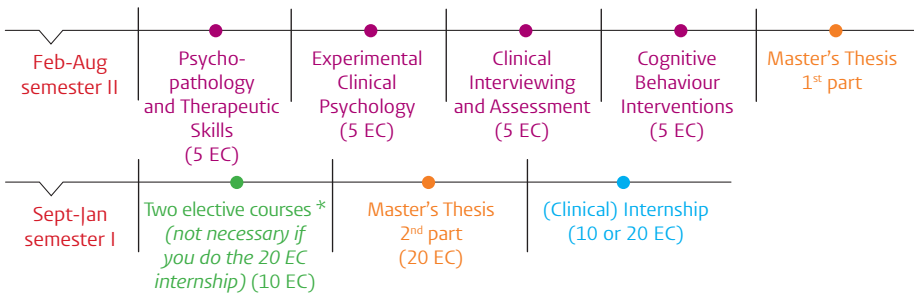 Feb-Aug
semester II
Psycho-
pathology
and Therapeutic
Skills
(5 EC)
Experimental
Clinical
Psychology
(5 EC)
Clinical
Interviewing
and Assessment
(5 EC)
Cognitive
Behaviour
Interventions
(5 EC)
Master's Thesis
1st part
Sept-Jan
semester I
Two elective courses *
(not necessary if
you do the 20 EC
internship) (10 EC)
Master's Thesis
2nd part
(20 EC)
(Clinical) Internship
(10 or 20 EC)